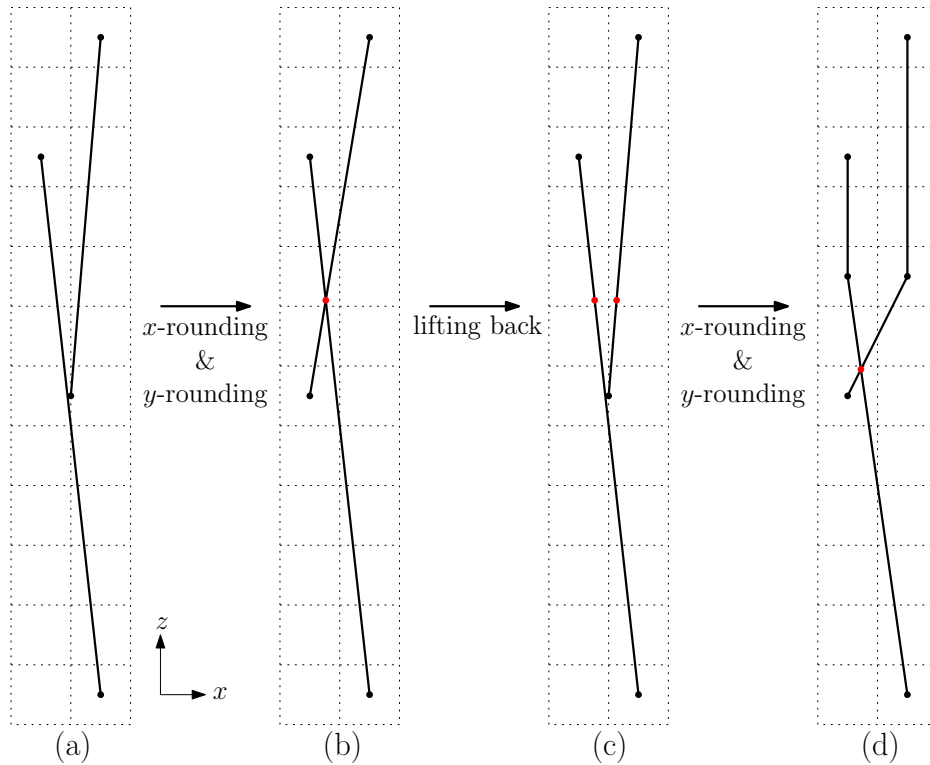 x-rounding
&
y-rounding
lifting back
x-rounding
&
y-rounding
z
x
(a)
(b)
(c)
(d)